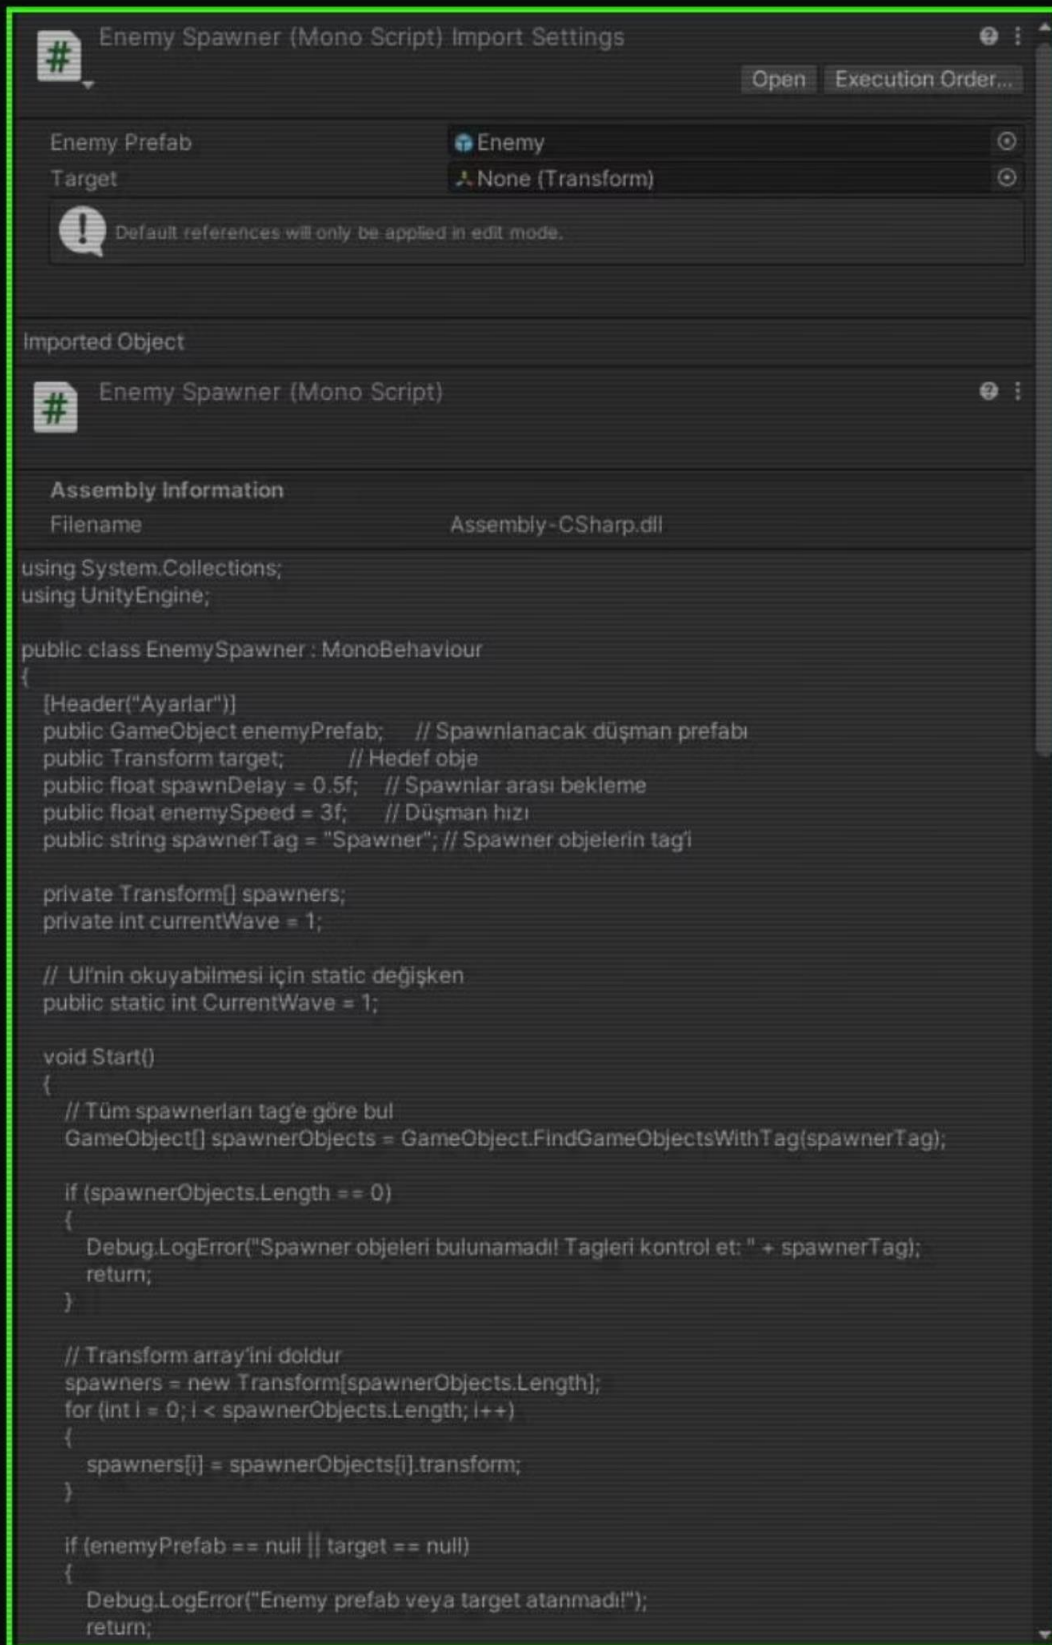 Enemy Spawner (Mono Script) Import Settings
Open Execution Order...
Enemy Prefab Enemy
Target None (Transform)
Default references will only be applied in edit mode.
Imported Object
Enemy Spawner (Mono Script)
Assembly Information
Filename Assembly-CSharp.dll
using System.Collections;
using UnityEngine;
public class EnemySpawner : MonoBehaviour
{
[Header("Ayarlar")]
public GameObject enemyPrefab; // Spawnlanacak düşman prefabı
public Transform target; // Hedef obje
public float spawnDelay = 0.5f; // Spawnlar arası bekleme
public float enemySpeed = 3f; // Düşman hızı
public string spawnerTag = "Spawner"; // Spawner objelerin tag'i
private Transform[] spawners;
private int currentWave = 1;
// UI'nin okuyabilmesi için static değişken
public static int CurrentWave = 1;
void Start()
{
// Tüm spawnerları tag'e göre bul
GameObject[] spawnerObjects = GameObject.FindGameObjectsWithTag(spawnerTag);
if (spawnerObjects.Length == 0)
{
Debug.LogError("Spawner objeleri bulunamadı! Tagleri kontrol et: " + spawnerTag);
return;
}
// Transform array'ini doldur
spawners = new Transform[spawnerObjects.Length];
for (int i = 0; i < spawnerObjects.Length; i++)
{
spawners[i] = spawnerObjects[i].transform;
}
if (enemyPrefab == null || target == null)
{
Debug.LogError("Enemy prefab veya target atanmadı!");
return;